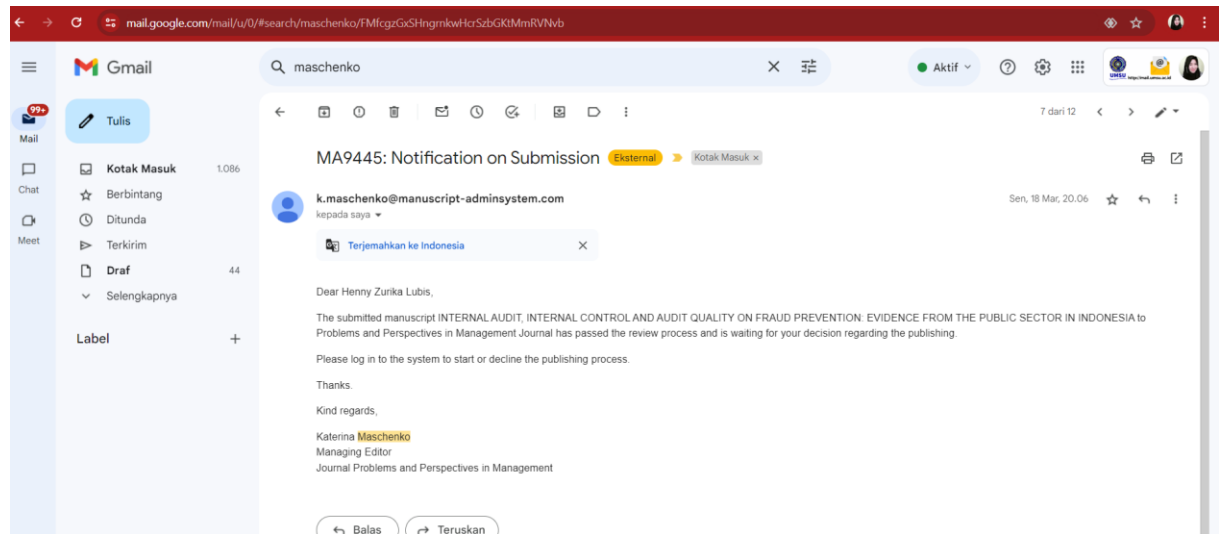 mail.google.com/mail/u/0/#search/maschenko/FMfcgzGxSHngmkwHcrSzbGKtMmRVNvb
Gmail
maschenko
Aktif
UMSU
99+
Mail
Chat
Meet
Tulis
Kotak Masuk 1.086
Berbintang
Ditunda
Terkirim
Draf 44
Selengkapnya
Label
7 dari 12
MA9445: Notification on Submission Eksternal Kotak Masuk ×
k.maschenko@manuscript-adminsystem.com Sen, 18 Mar, 20.06
kepada saya
Terjemahkan ke Indonesia
Dear Henny Zurika Lubis,
The submitted manuscript INTERNAL AUDIT, INTERNAL CONTROL AND AUDIT QUALITY ON FRAUD PREVENTION: EVIDENCE FROM THE PUBLIC SECTOR IN INDONESIA to
Problems and Perspectives in Management Journal has passed the review process and is waiting for your decision regarding the publishing.
Please log in to the system to start or decline the publishing process.
Thanks.
Kind regards,
Katerina Maschenko
Managing Editor
Journal Problems and Perspectives in Management
Balas
Teruskan